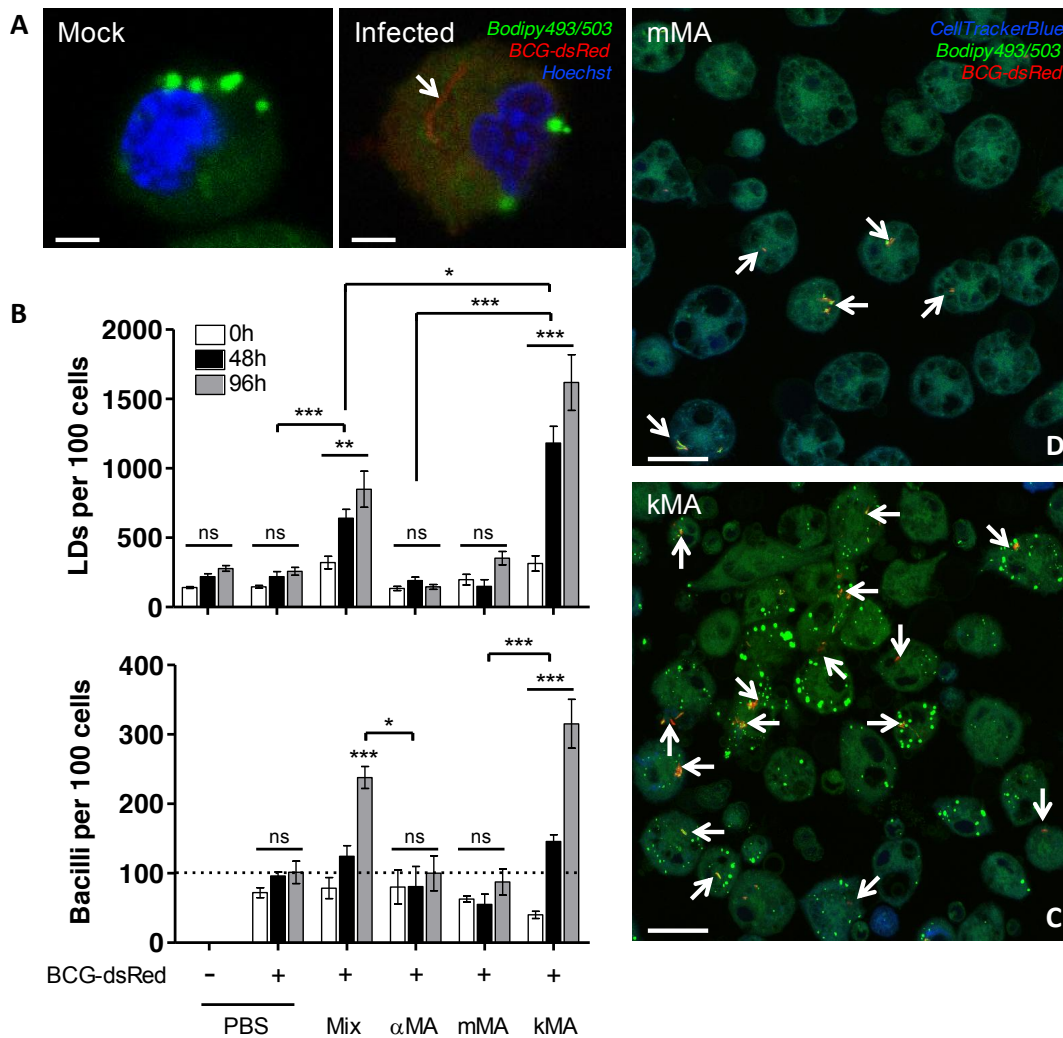 A
Mock
Infected
Bodipy493/503
BCG-dsRed
Hoechst
mMA
CellTrackerBlue
Bodipy493/503
BCG-dsRed
D
B
LDs per 100 cells
2000
1500
1000
500
0
0h
48h
96h
ns
ns
***
**
ns
ns
*
***
***
Bacilli per 100 cells
400
300
200
100
0
ns
***
*
ns
ns
***
***
BCG-dsRed - + + + + +
PBS Mix αMA mMA kMA
kMA
C